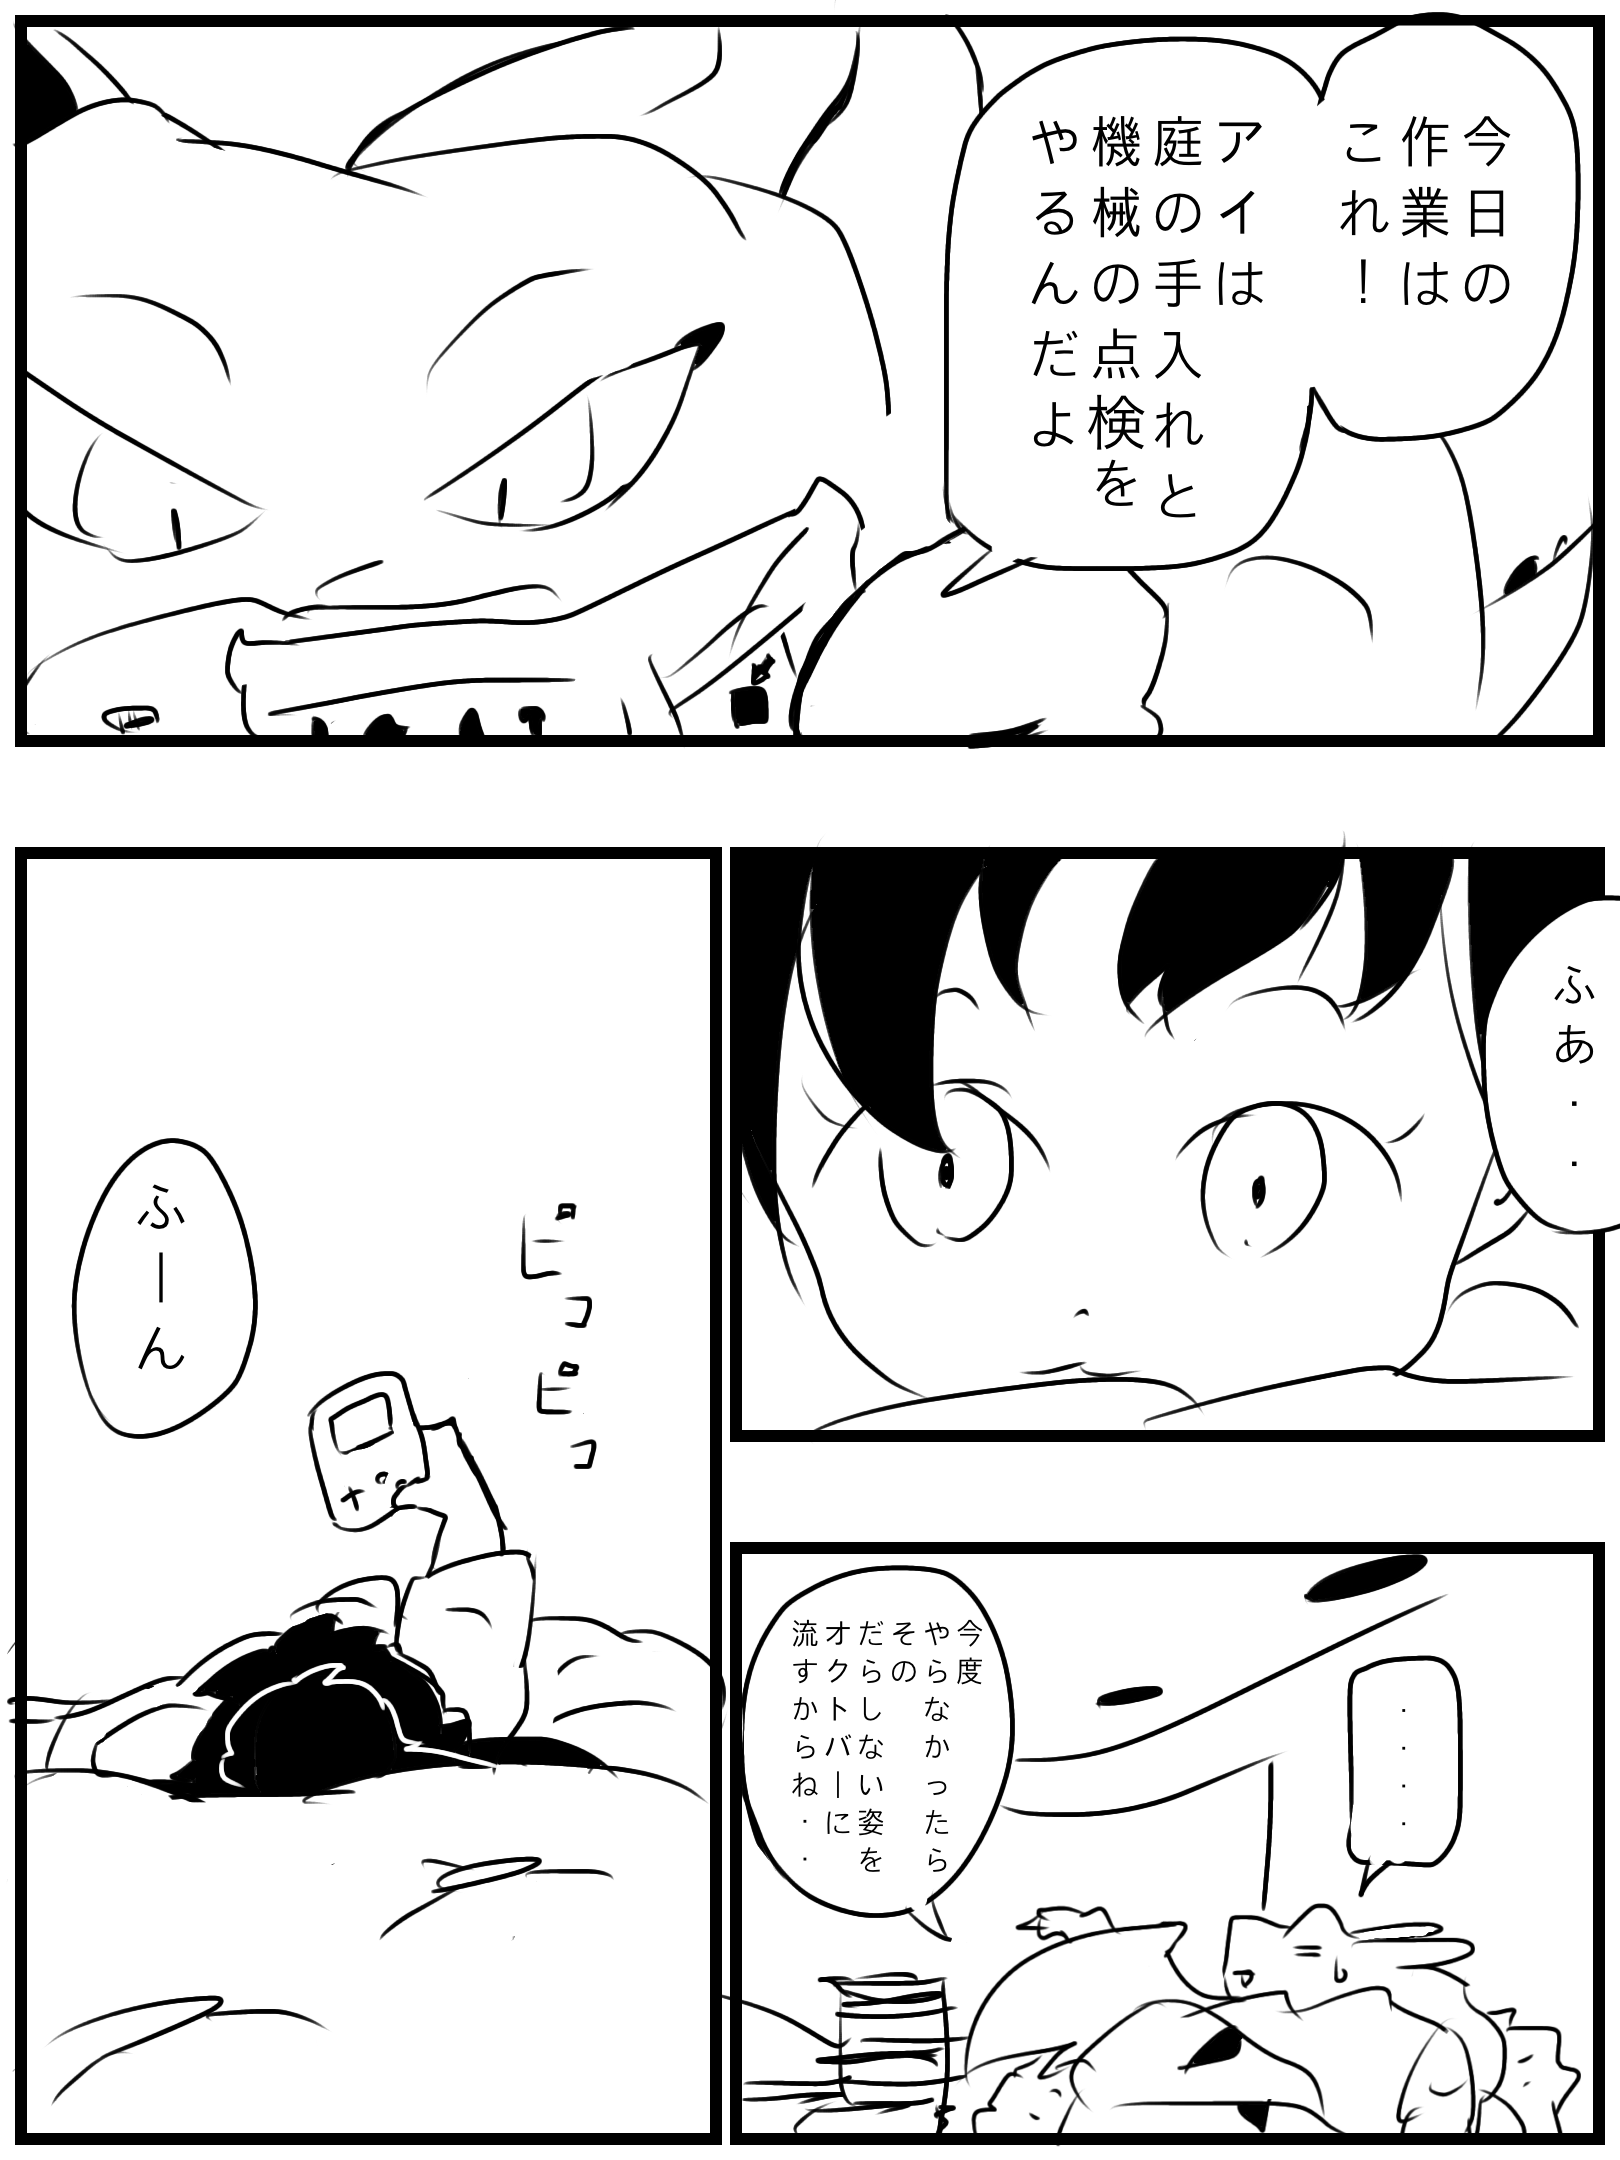 今日の
作業は
これ！
アイは
庭の手入れと
機械の点検を
やるんだよ
ふあ・・
ピコ
ピコ
ふーん
・・・・
今度
やらなかったら
その
だらしない姿を
オクトバーに
流すからね・・